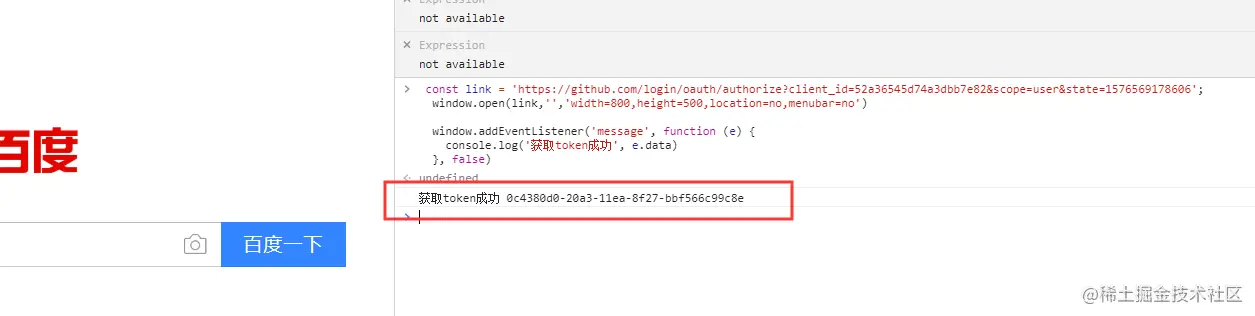 Expression
not available
× Expression
not available
> const link = 'https://github.com/login/oauth/authorize?client_id=52a36545d74a3dbb7e82&scope=user&state=1576569178606';
window.open(link,'','width=800,height=500,location=no,menubar=no')
window.addEventListener('message', function (e) {
console.log('获取token成功', e.data)
}, false)
undefined
百度
获取token成功 0c4380d0-20a3-11ea-8f27-bbf566c99c8e
>
百度一下
@稀土掘金技术社区